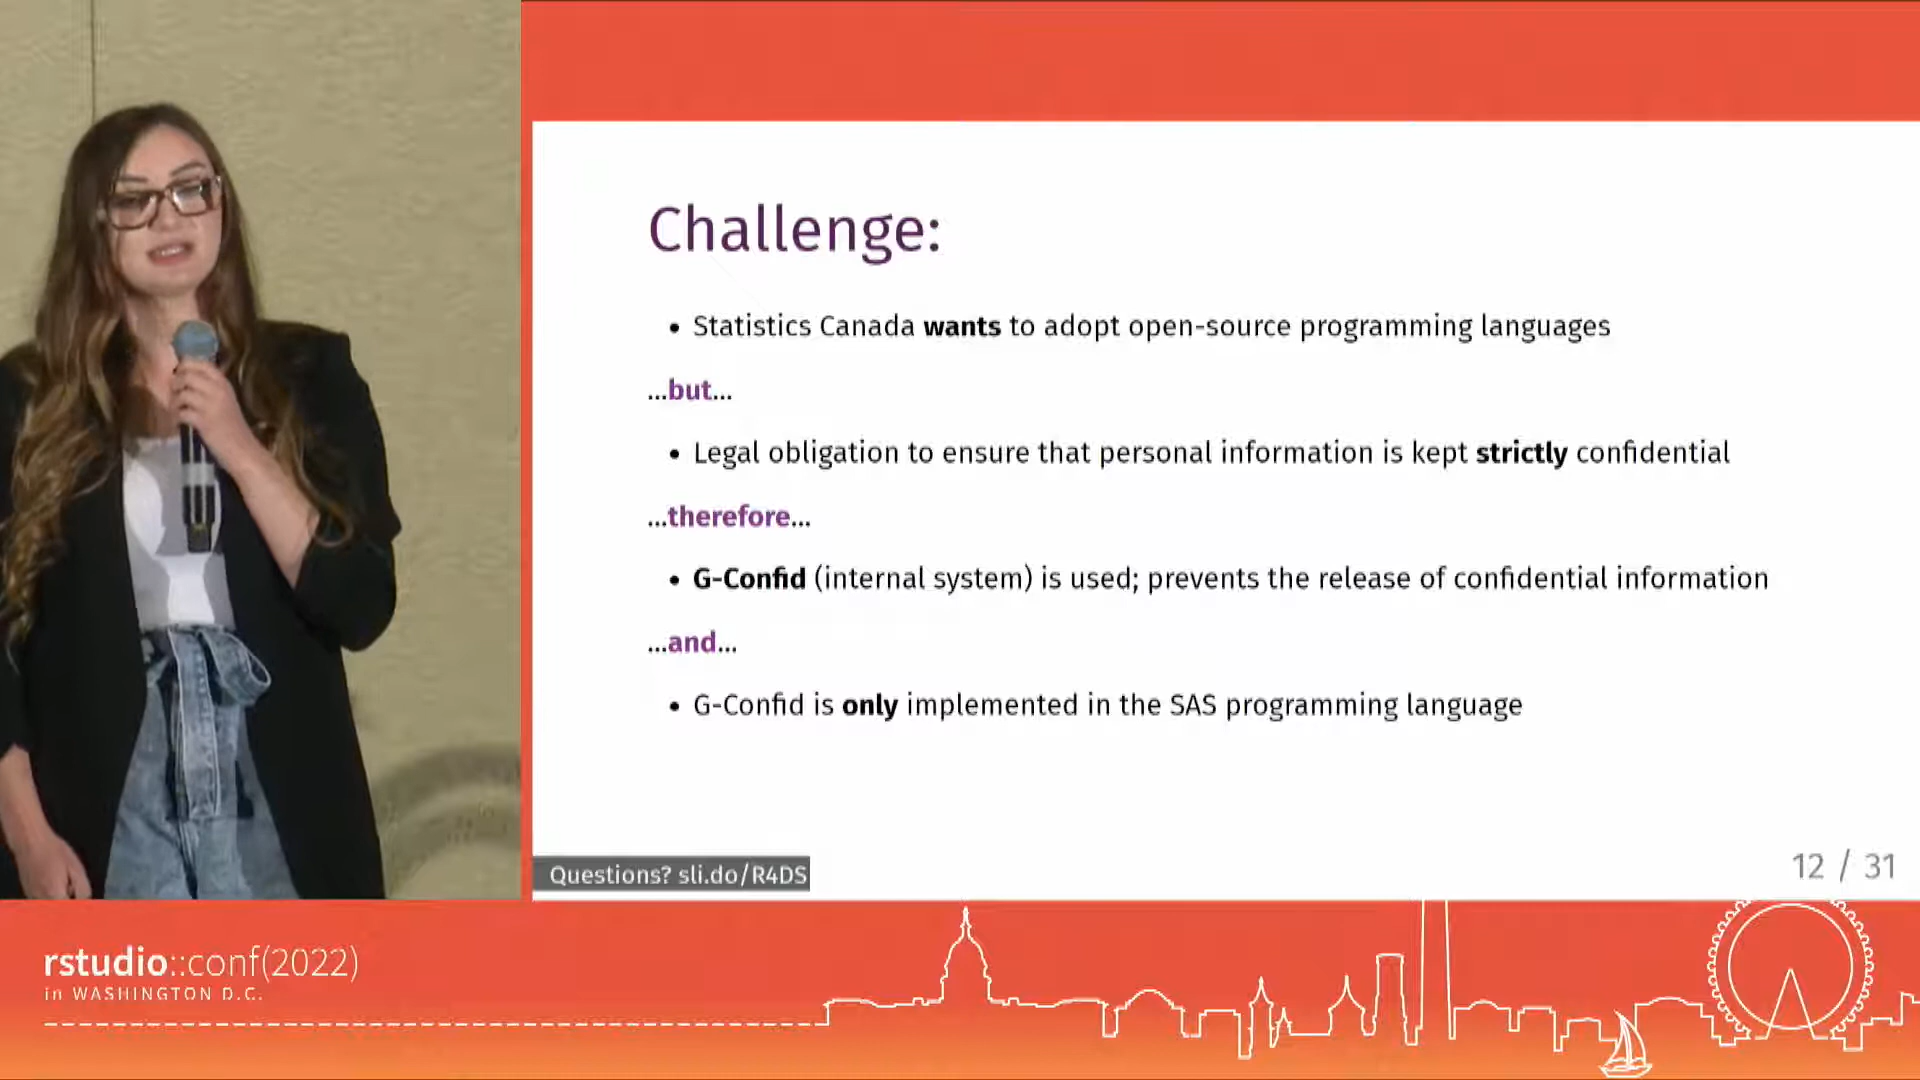 Challenge:
• Statistics Canada wants to adopt open-source programming languages
...but...
• Legal obligation to ensure that personal information is kept strictly confidential
...therefore...
• G-Confid (internal system) is used; prevents the release of confidential information
...and...
• G-Confid is only implemented in the SAS programming language
Questions? sli.do/R4DS
12 / 31
rstudio::conf(2022)
in WASHINGTON D.C.